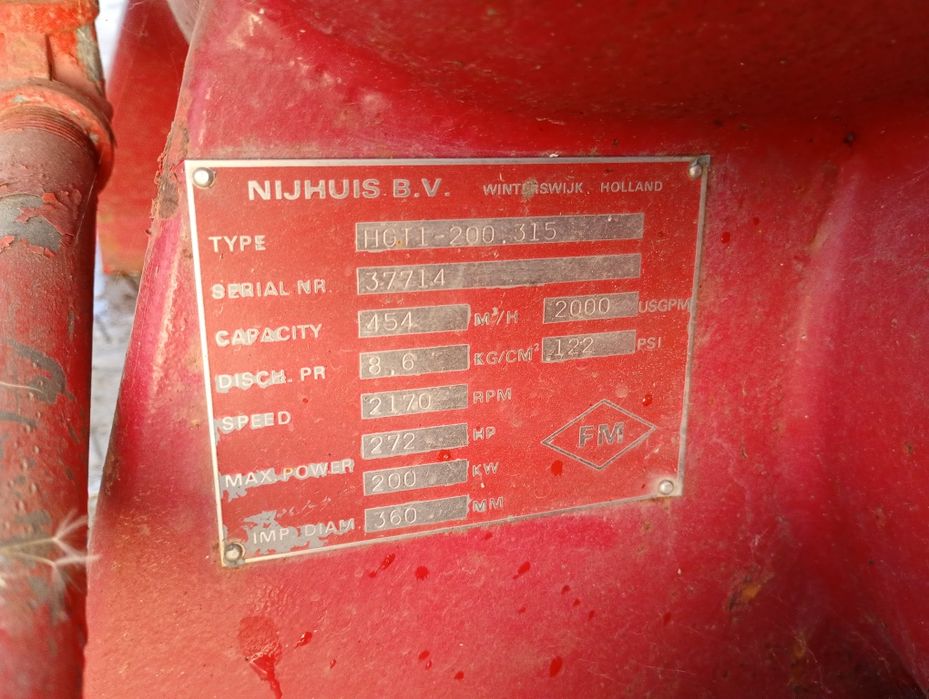 NIJHUIS B.V. WINTERSWIJK, HOLLAND
TYPE HGTI-200.315
SERIAL NR 37714
CAPACITY 454 M³/H 2000 USGPM
DISCH. PR 8,6 KG/CM² 122 PSI
SPEED 2170 RPM
272 HP
MAX. POWER 200 KW
IMP. DIAM. 360 MM
FM